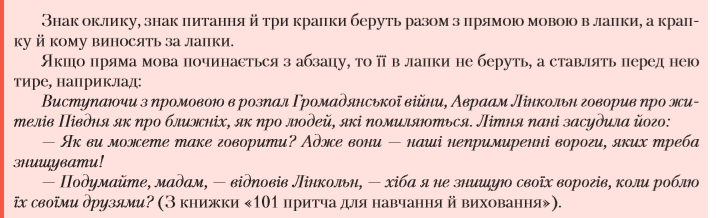 Знак оклику, знак питання й три крапки беруть разом з прямою мовою в лапки, а крап-
ку й кому виносять за лапки.
Якщо пряма мова починається з абзацу, то її в лапки не беруть, а ставлять перед нею
тире, наприклад:
Виступаючи з промовою в розпал Громадянської війни, Авраам Лінкольн говорив про жи-
телів Півдня як про ближніх, як про людей, які помиляються. Літня пані засудила його:
— Як ви можете таке говорити? Адже вони — наші непримиренні вороги, яких треба
знищувати!
— Подумайте, мадам, — відповів Лінкольн, — хіба я не знищую своїх ворогів, коли роблю
їх своїми друзями? (З книжки «101 притча для навчання й виховання»).